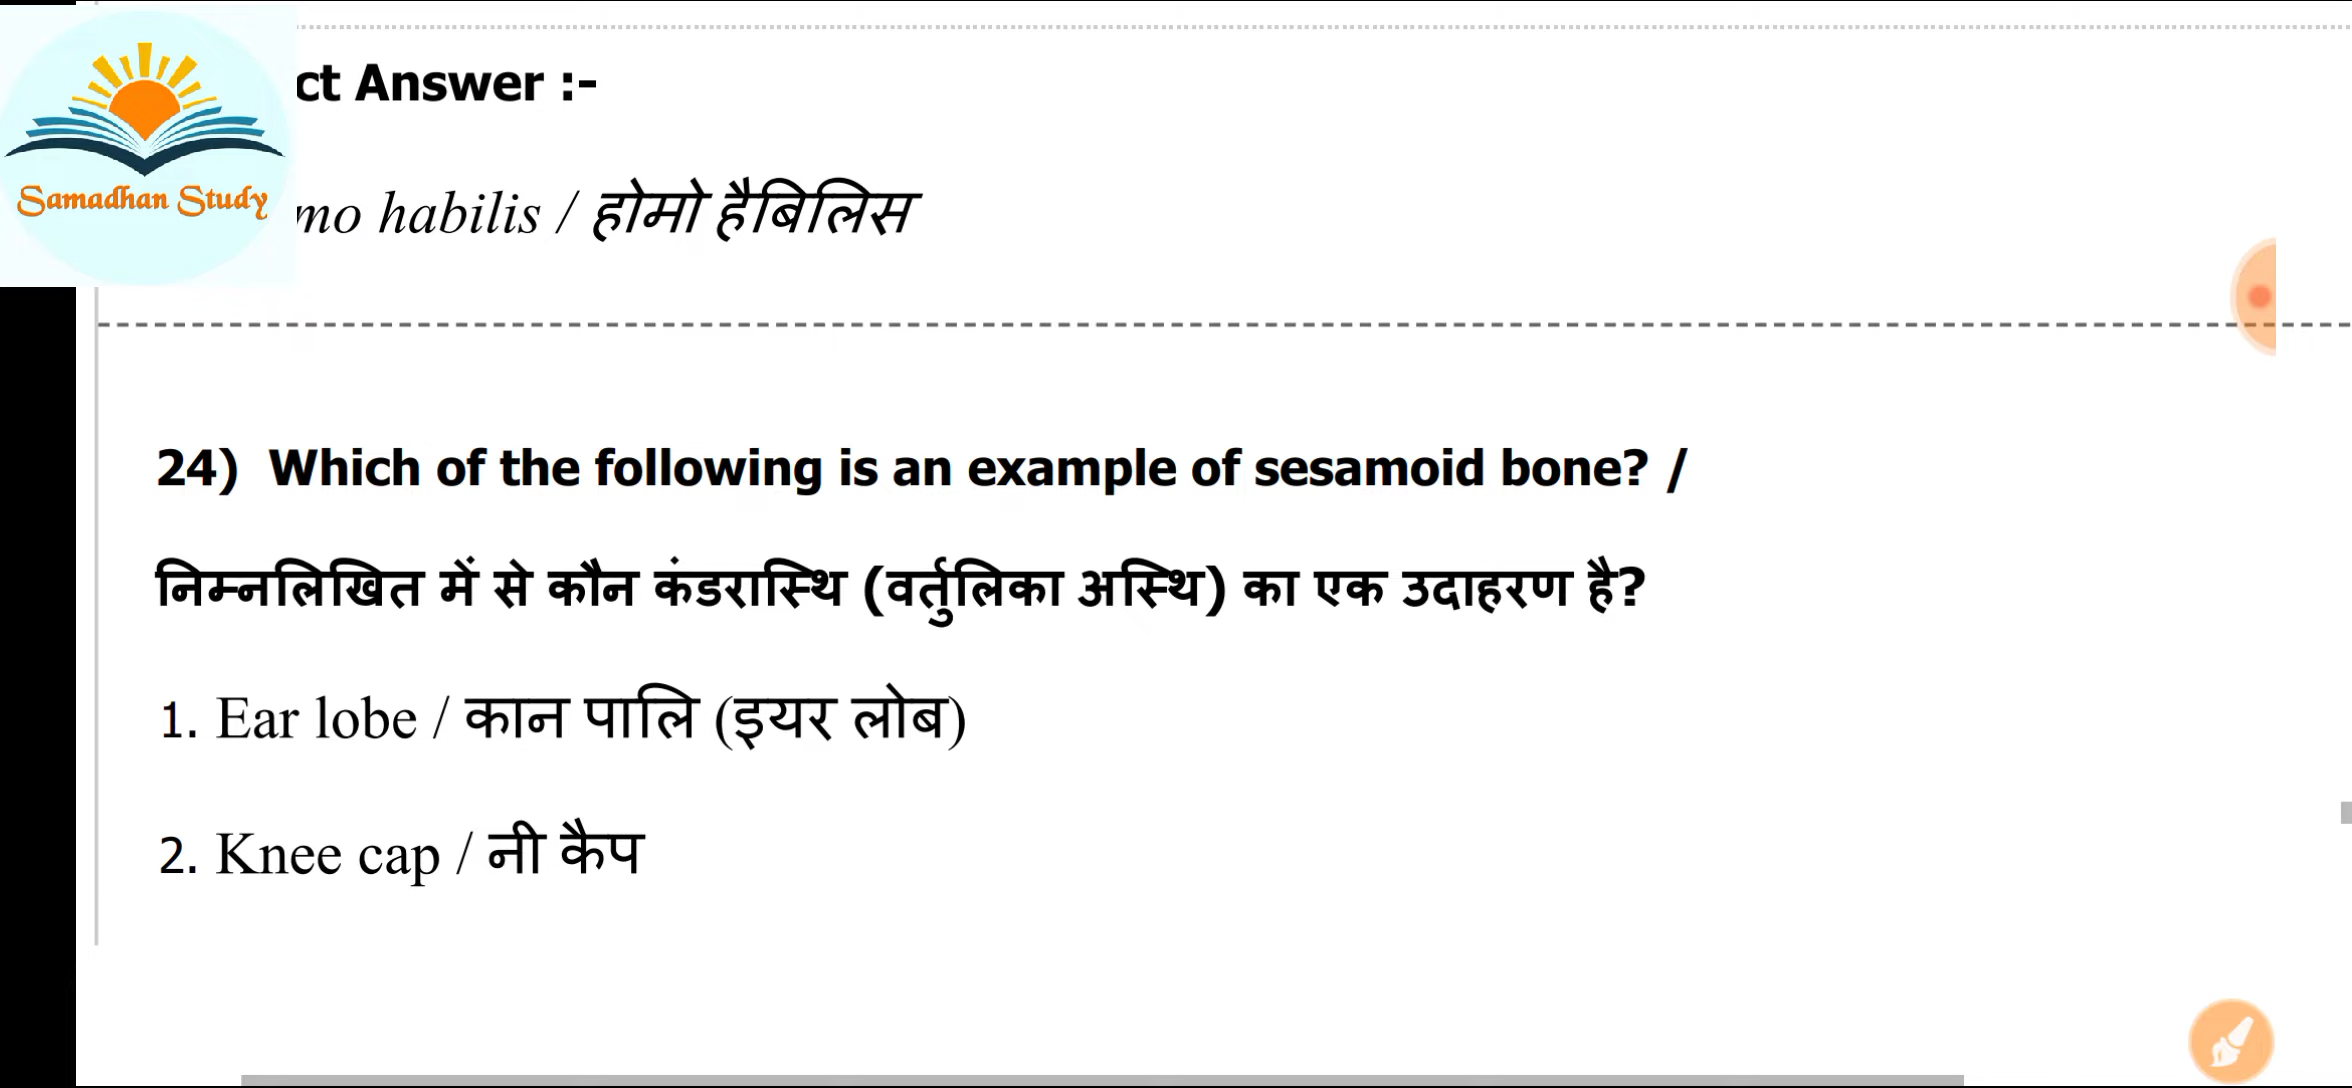 Samadhan Study
ct Answer :-
mo habilis / होमो हैबिलिस
24) Which of the following is an example of sesamoid bone? /
निम्नलिखित में से कौन कंडरास्थि (वर्तुलिका अस्थि) का एक उदाहरण है?
1. Ear lobe / कान पालि (इयर लोब)
2. Knee cap / नी कैप